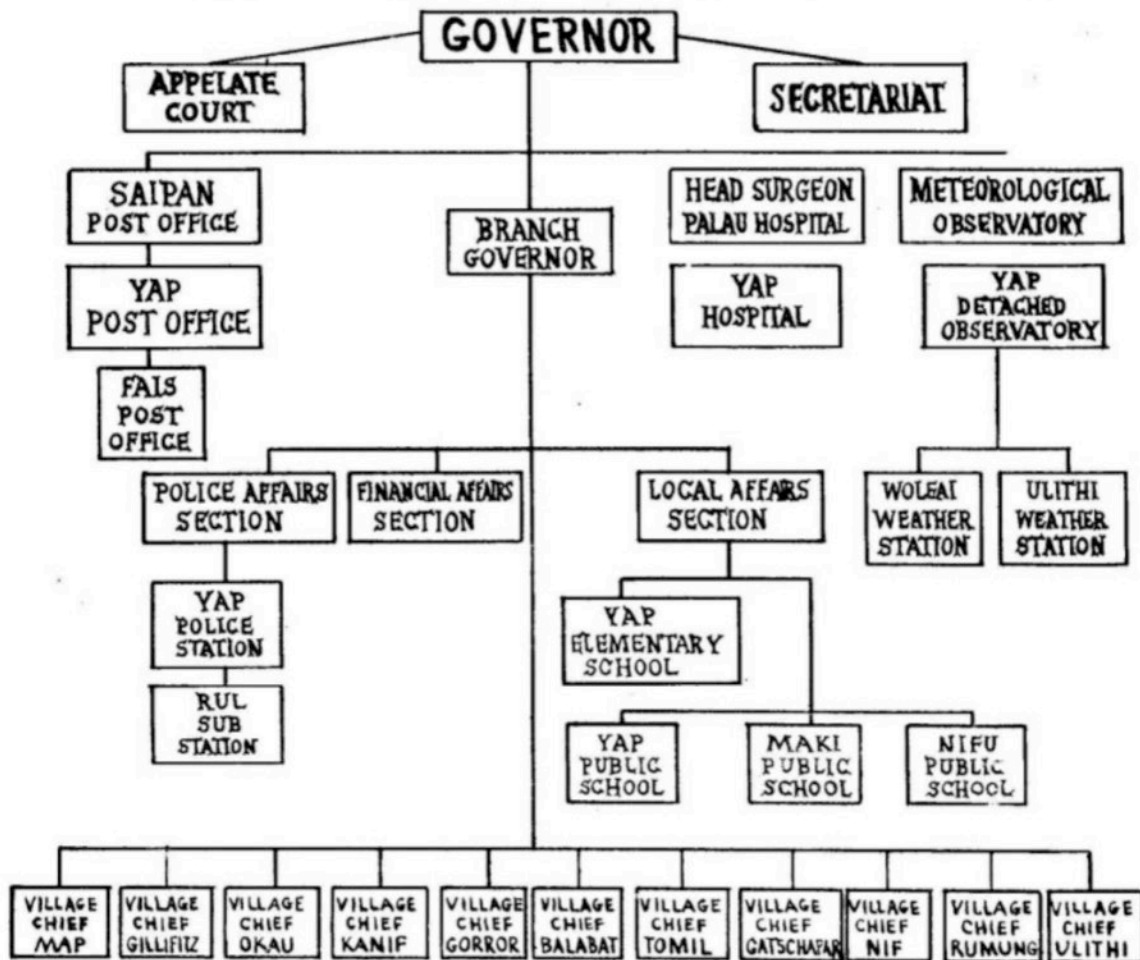 GOVERNOR
APPELATE
COURT
SECRETARIAT
SAIPAN
POST OFFICE
BRANCH
GOVERNOR
HEAD SURGEON
PALAU HOSPITAL
METEOROLOGICAL
OBSERVATORY
YAP
POST OFFICE
YAP
HOSPITAL
YAP
DETACHED
OBSERVATORY
FAIS
POST
OFFICE
POLICE AFFAIRS
SECTION
FINANCIAL AFFAIRS
SECTION
LOCAL AFFAIRS
SECTION
WOLEAI
WEATHER
STATION
ULITHI
WEATHER
STATION
YAP
POLICE
STATION
YAP
ELEMENTARY
SCHOOL
RUL
SUB
STATION
YAP
PUBLIC
SCHOOL
MAKI
PUBLIC
SCHOOL
NIFU
PUBLIC
SCHOOL
VILLAGE
CHIEF
MAP
VILLAGE
CHIEF
GILLIFITZ
VILLAGE
CHIEF
OKAU
VILLAGE
CHIEF
KANIF
VILLAGE
CHIEF
GORROR
VILLAGE
CHIEF
BALABAT
VILLAGE
CHIEF
TOMIL
VILLAGE
CHIEF
GATSCHAPAR
VILLAGE
CHIEF
NIF
VILLAGE
CHIEF
RUMUNG
VILLAGE
CHIEF
ULITHI